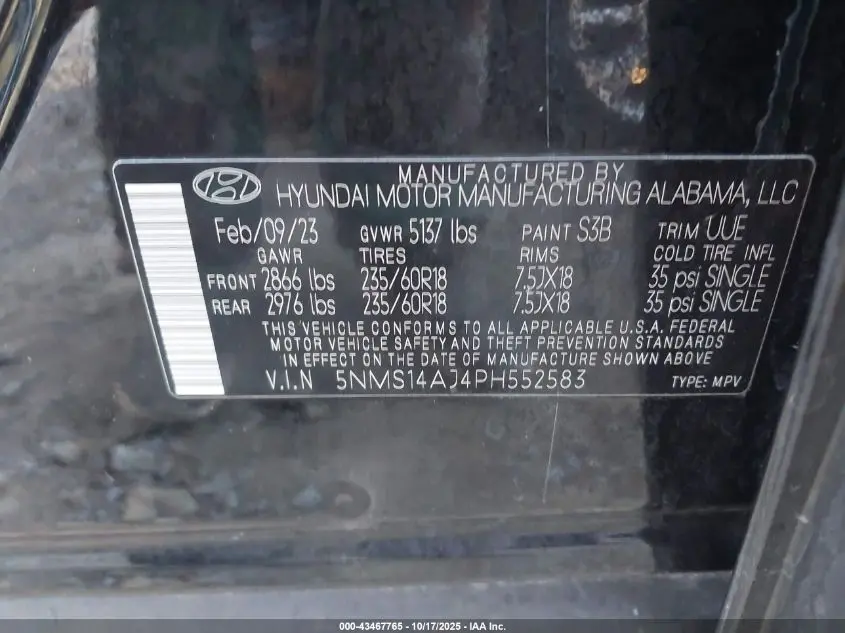 MANUFACTURED BY
HYUNDAI MOTOR MANUFACTURING ALABAMA, LLC
Feb/09/23 GVWR 5137 lbs PAINT S3B TRIM UUE
GAWR TIRES RIMS COLD TIRE INFL
FRONT 2866 lbs 235/60R18 7.5JX18 35 psi SINGLE
REAR 2976 lbs 235/60R18 7.5JX18 35 psi SINGLE
THIS VEHICLE CONFORMS TO ALL APPLICABLE U.S.A. FEDERAL
MOTOR VEHICLE SAFETY AND THEFT PREVENTION STANDARDS
IN EFFECT ON THE DATE OF MANUFACTURE SHOWN ABOVE
V.I.N 5NMS14AJ4PH552583 TYPE: MPV
000-43467765 - 10/17/2025 - IAA Inc.